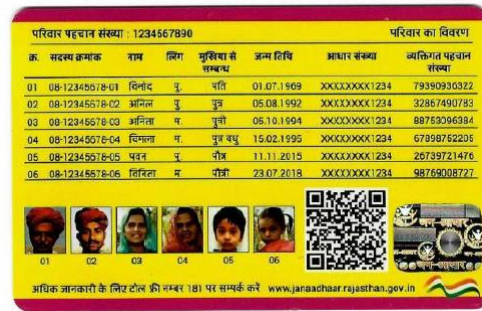 परिवार पहचान संख्या : 1234567890 परिवार का विवरण
क्र. सदस्य क्रमांक नाम लिंग मुखिया से सम्बन्ध जन्म तिथि आधार संख्या व्यक्तिगत पहचान संख्या
01 08-12345678-01 विनोद पु. पति 01.07.1969 XXXXXXXX1234 79390936322
02 08-12345678-02 अनिल पु. पुत्र 05.08.1992 XXXXXXXX1234 32867490783
03 08-12345678-03 अनिता म. पुत्री 05.10.1994 XXXXXXXX1234 88753096384
04 08-12345678-04 विमला म. पुत्र वधु 15.02.1995 XXXXXXXX1234 67898752205
05 08-12345678-05 पवन पु. पौत्र 11.11.2015 XXXXXXXX1234 26739721476
06 08-12345678-06 म. पौत्री 23.07.2018 XXXXXXXX1234 98769008727
01 02 03 04 05 06
अधिक जानकारी के लिए टोल फ्री नम्बर 181 पर सम्पर्क करें www.janaadhaar.rajasthan.gov.in